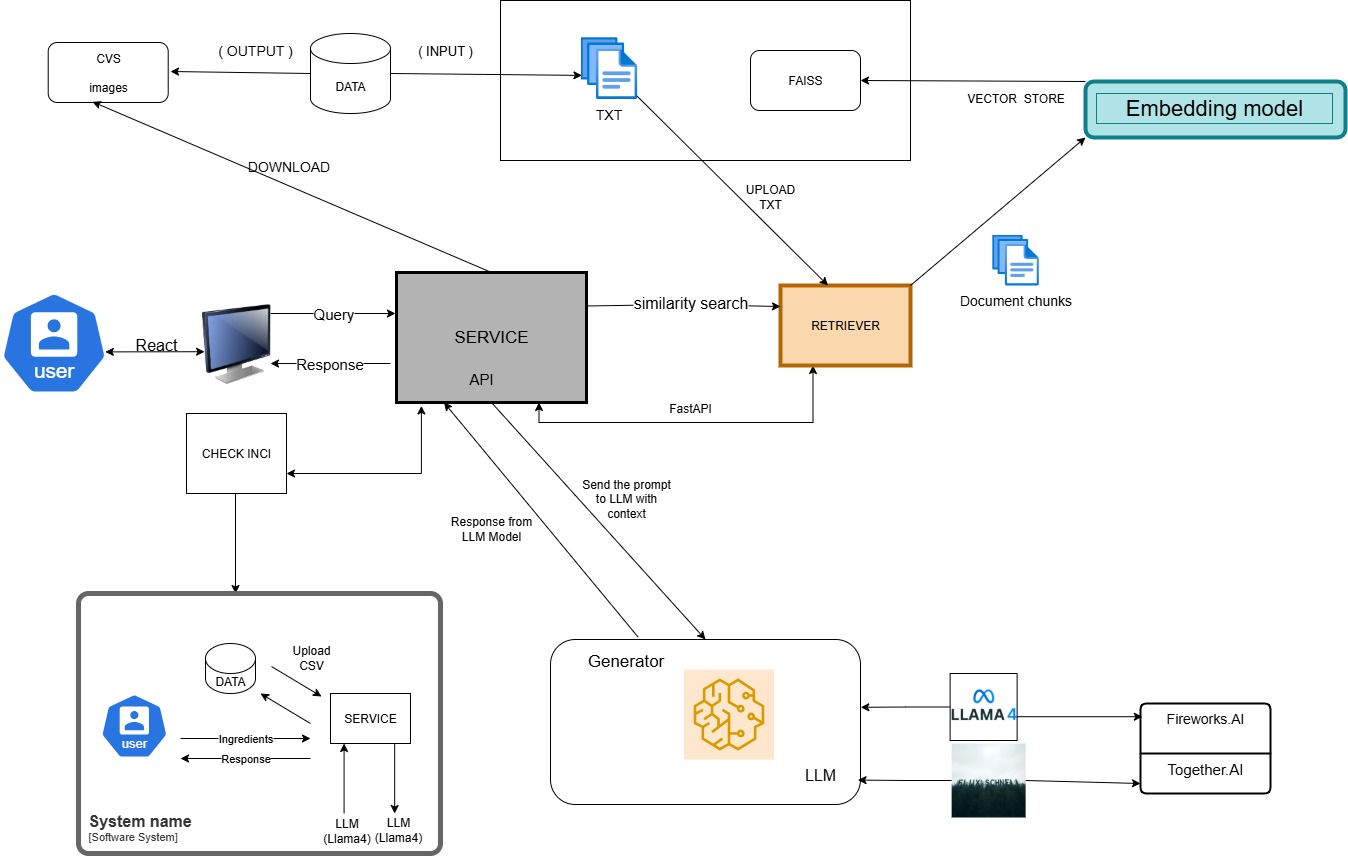 CVS
images
( OUTPUT )
DATA
( INPUT )
TXT
FAISS
VECTOR STORE
Embedding model
DOWNLOAD
UPLOAD
TXT
Document chunks
user
React
Query
Response
SERVICE
API
similarity search
RETRIEVER
FastAPI
CHECK INCI
Send the prompt
to LLM with
context
Response from
LLM Model
DATA
Upload
CSV
user
Ingredients
Response
SERVICE
LLM
(Llama4)
LLM
(Llama4)
System name
[Software System]
Generator
LLM
LLAMA 4
FLUX SCHNELL
Fireworks.AI
Together.AI